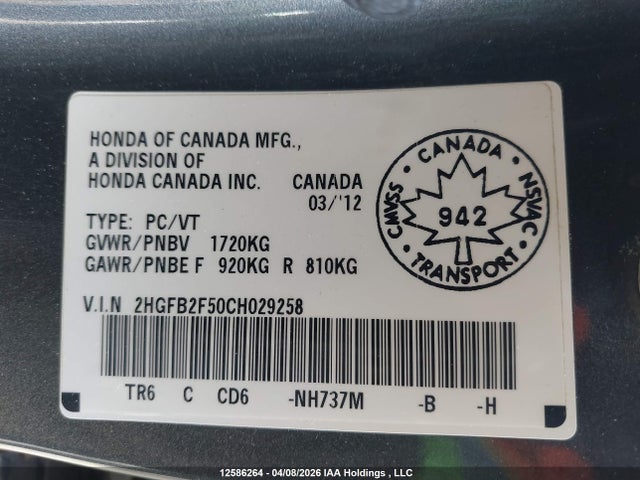 HONDA OF CANADA MFG.,
A DIVISION OF
HONDA CANADA INC. CANADA
03/'12
TYPE: PC/VT
GVWR/PNBV 1720KG
GAWR/PNBE F 920KG R 810KG
V.I.N 2HGFB2F50CH029258
TR6 C CD6 -NH737M -B -H
CANADA
CMVSS 942 NSVAC
TRANSPORT
12586264 - 04/08/2026 IAA Holdings , LLC